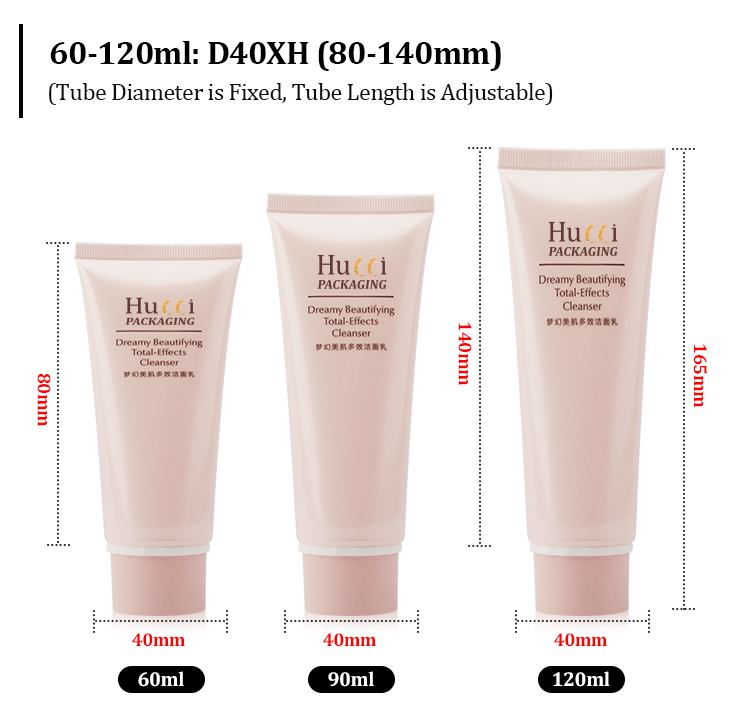 60-120ml: D40XH (80-140mm)
(Tube Diameter is Fixed, Tube Length is Adjustable)
Hucci
PACKAGING
Dreamy Beautifying
Total-Effects
Cleanser
梦幻美肌多效洁面乳
80mm
40mm
60ml
Hucci
PACKAGING
Dreamy Beautifying
Total-Effects
Cleanser
梦幻美肌多效洁面乳
40mm
90ml
Hucci
PACKAGING
Dreamy Beautifying
Total-Effects
Cleanser
梦幻美肌多效洁面乳
140mm
165mm
40mm
120ml